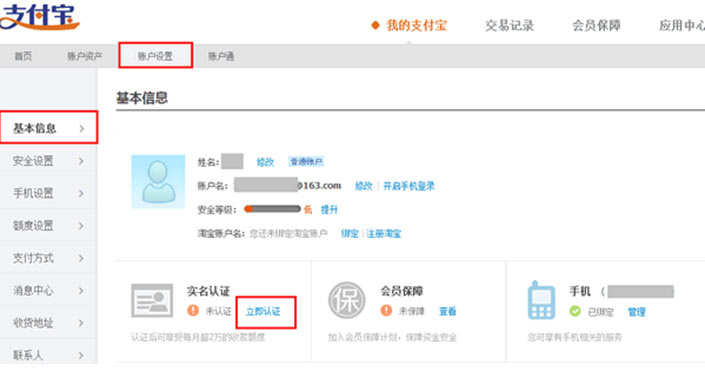 支付宝
我的支付宝 交易记录 会员保障 应用中心
首页 账户资产 账户设置 账户通
基本信息
安全设置
手机设置
额度设置
支付方式
消息中心
收货地址
联系人
基本信息
姓名: 修改 普通账户
账户名: @163.com 修改 | 开启手机登录
安全等级: 低 提升
淘宝账户名: 您还未绑定淘宝账户 绑定 | 注册淘宝
实名认证
未认证 立即认证
认证后可享受每月超2万的收款额度
保
会员保障
未保障 查看
加入会员保障计划，保障资金安全
手机 (
已绑定 管理
您可享有手机相关的服务